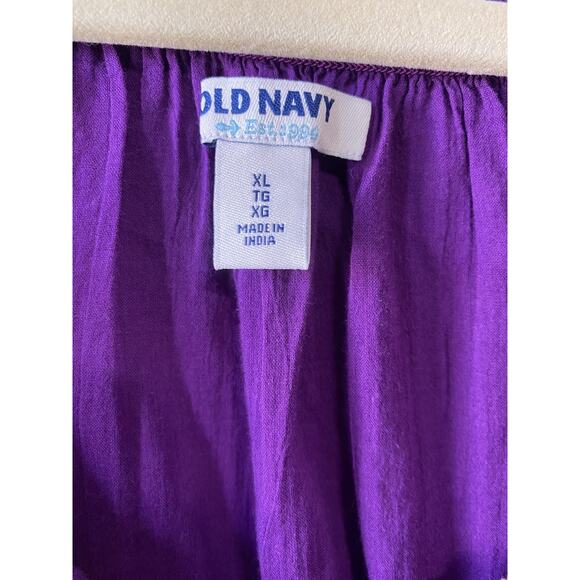 OLD NAVY
Est. 1994
XL
TG
XG
MADE IN
INDIA